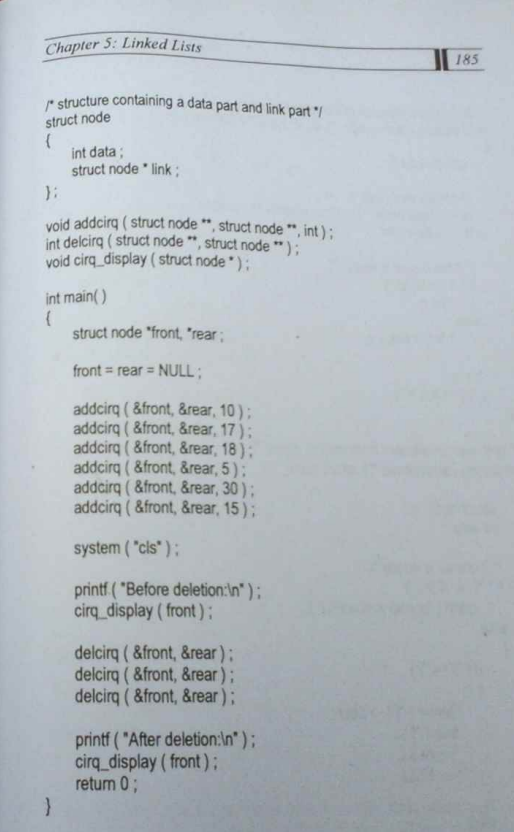 Chapter 5: Linked Lists
185
/* structure containing a data part and link part */
struct node
{
int data ;
struct node * link ;
} ;
void addcirq ( struct node **, struct node **, int ) ;
int delcirq ( struct node **, struct node ** ) ;
void cirq_display ( struct node * ) ;
int main( )
{
struct node *front, *rear ;
front = rear = NULL ;
addcirq ( &front, &rear, 10 ) ;
addcirq ( &front, &rear, 17 ) ;
addcirq ( &front, &rear, 18 ) ;
addcirq ( &front, &rear, 5 ) ;
addcirq ( &front, &rear, 30 ) ;
addcirq ( &front, &rear, 15 ) ;
system ( "cls" ) ;
printf ( "Before deletion:\n" ) ;
cirq_display ( front ) ;
delcirq ( &front, &rear ) ;
delcirq ( &front, &rear ) ;
delcirq ( &front, &rear ) ;
printf ( "After deletion:\n" ) ;
cirq_display ( front ) ;
return 0 ;
}